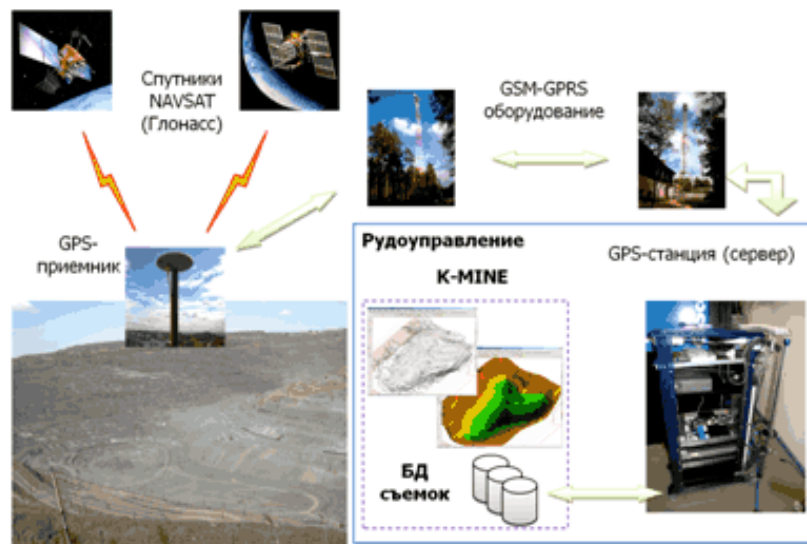 Спутники
NAVSAT
(Глонасс)
GSM-GPRS
оборудование
GPS-
приемник
Рудоуправление
K-MINE
GPS-станция (сервер)
БД
съемок